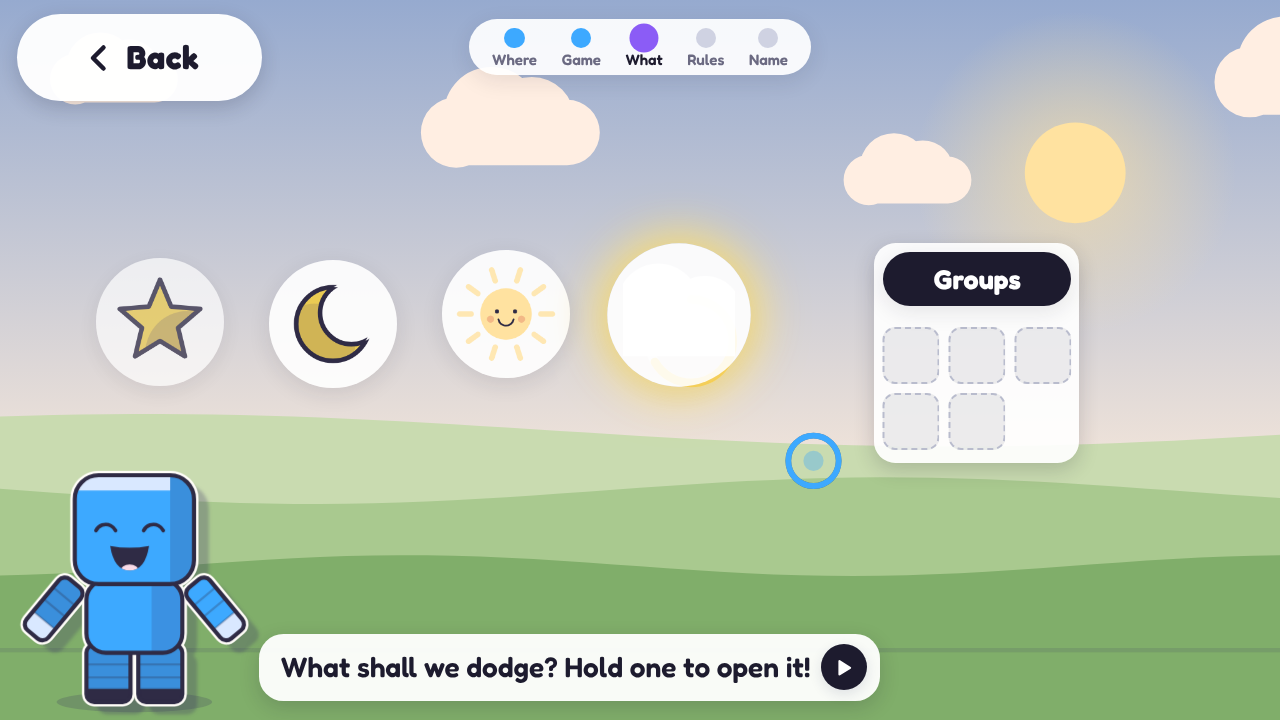 Back
Where
Game
What
Rules
Name
Groups
What shall we dodge? Hold one to open it!